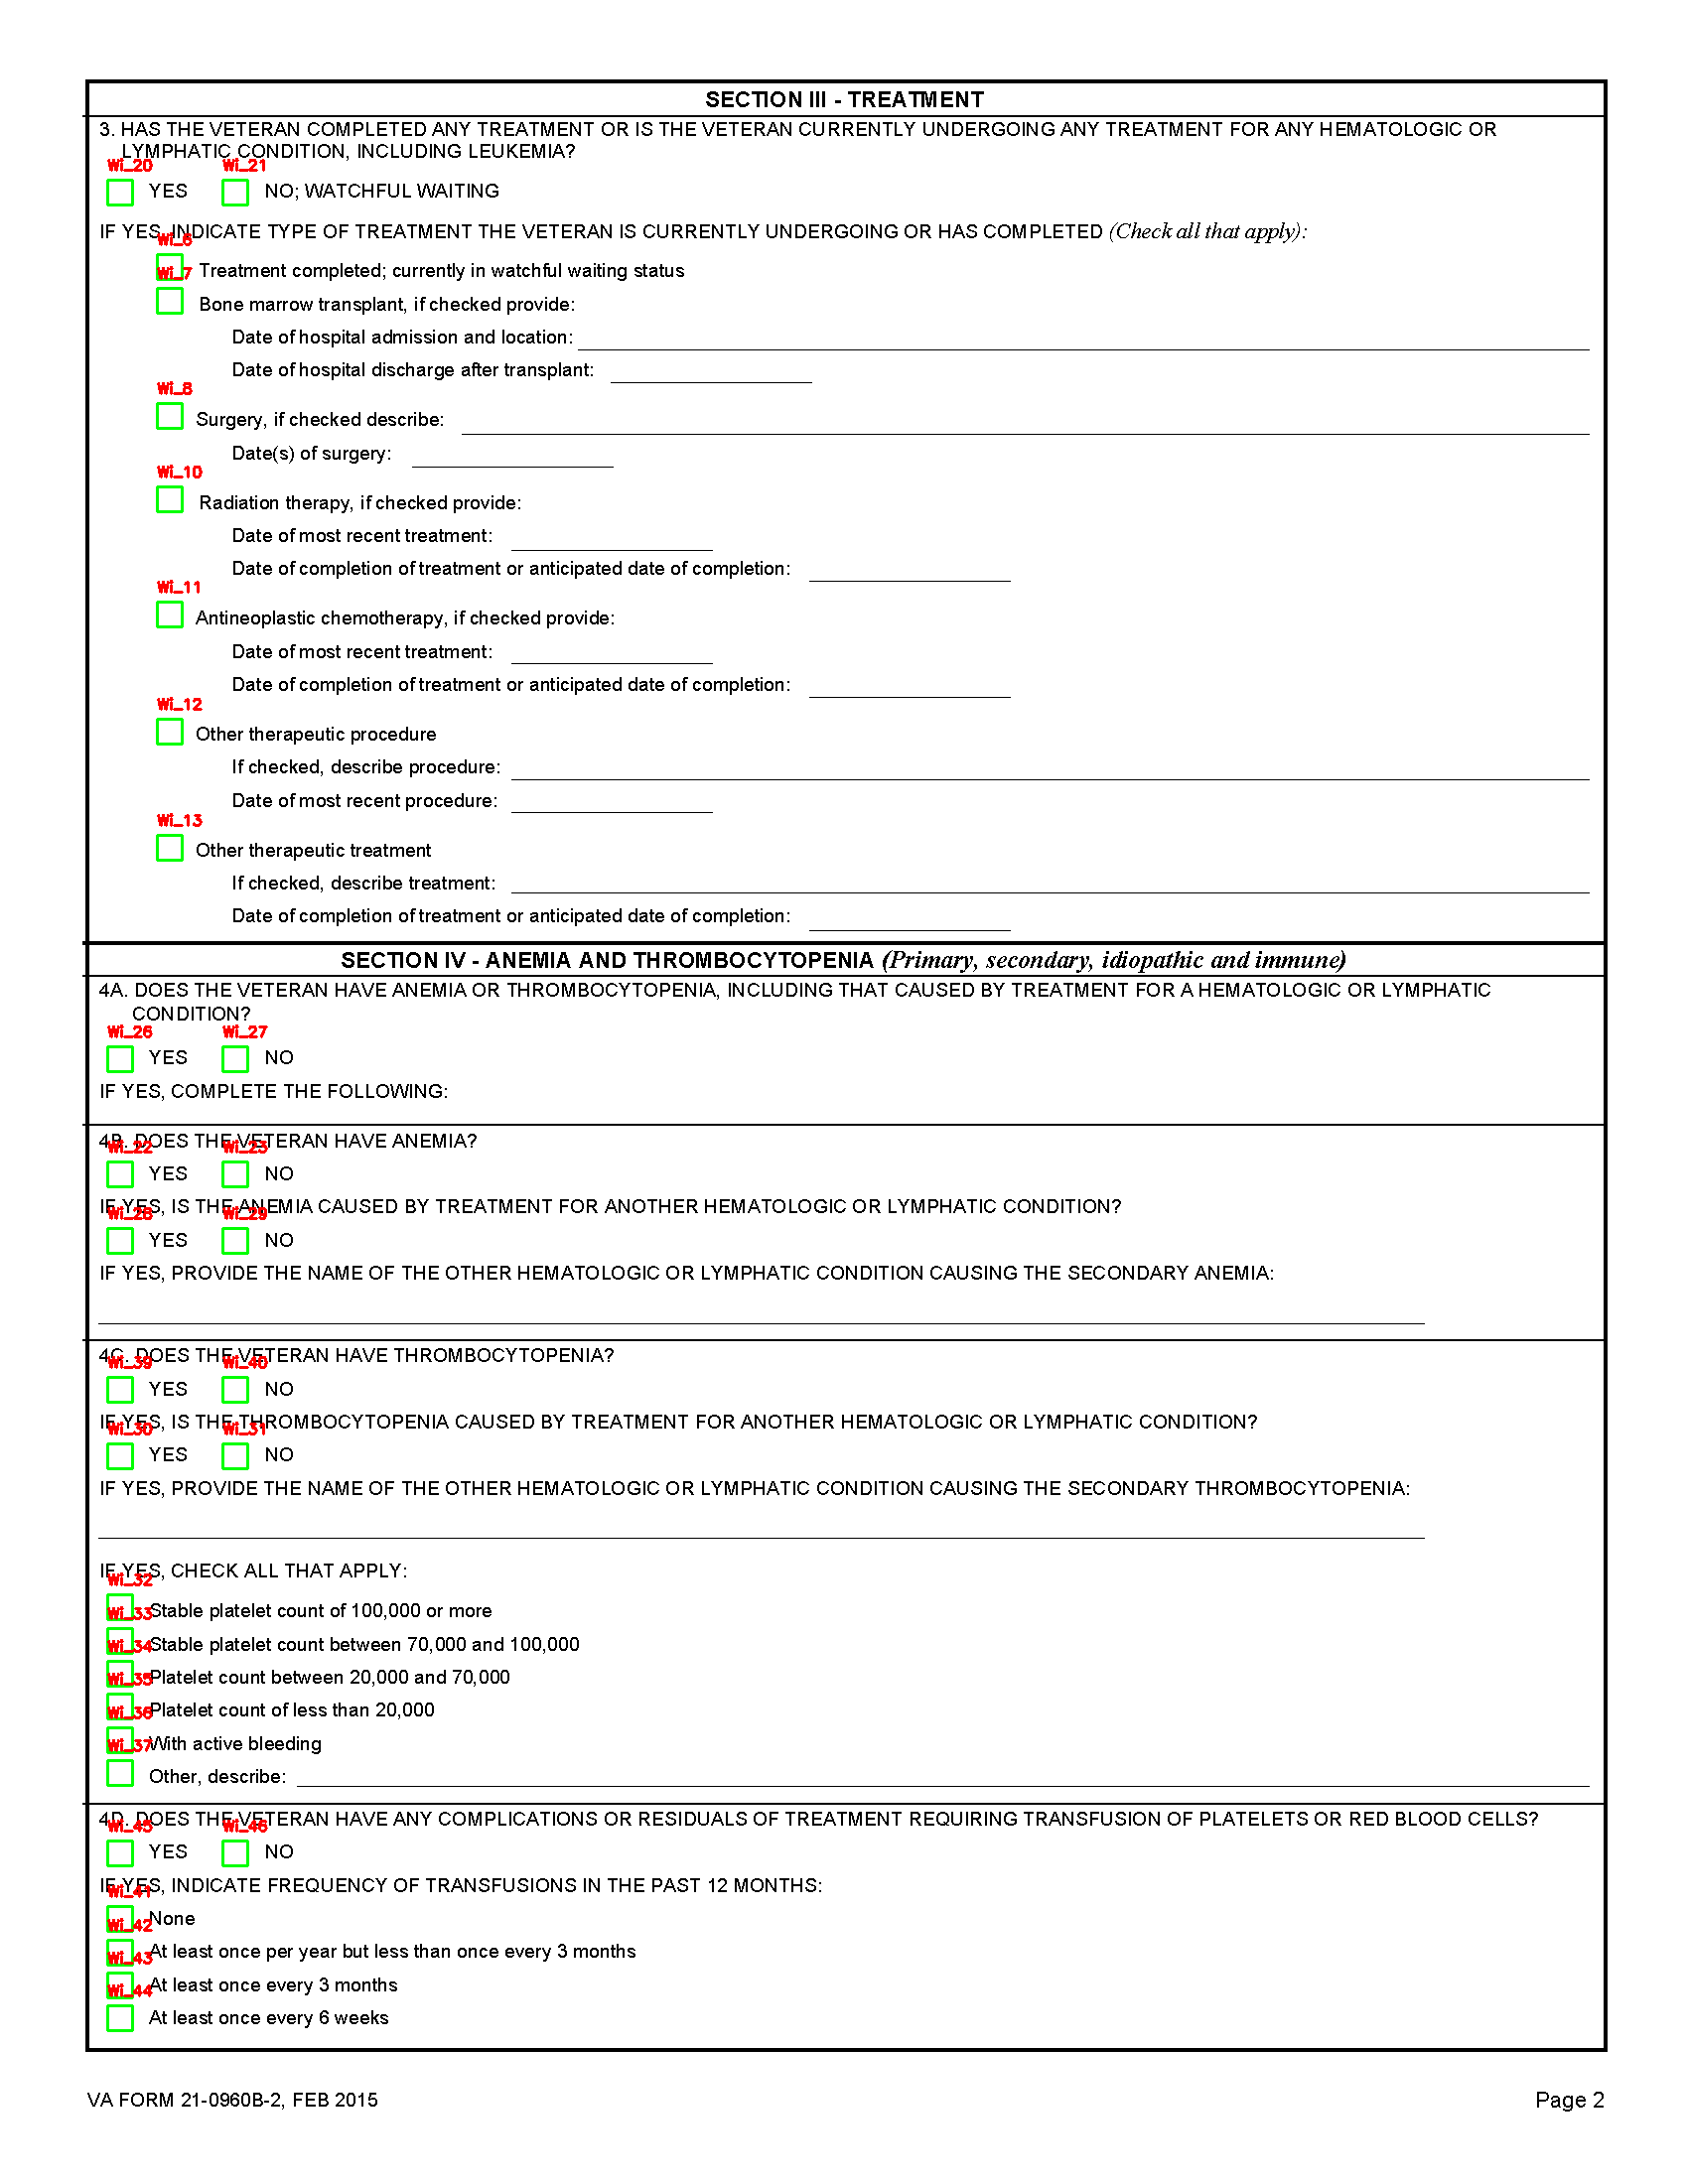 SECTION III - TREATMENT
3. HAS THE VETERAN COMPLETED ANY TREATMENT OR IS THE VETERAN CURRENTLY UNDERGOING ANY TREATMENT FOR ANY HEMATOLOGIC OR
LYMPHATIC CONDITION, INCLUDING LEUKEMIA?
Wi_20 Wi_21
YES NO; WATCHFUL WAITING
IF YES, INDICATE TYPE OF TREATMENT THE VETERAN IS CURRENTLY UNDERGOING OR HAS COMPLETED (Check all that apply):
Wi_6
Treatment completed; currently in watchful waiting status
Wi_7
Bone marrow transplant, if checked provide:
Date of hospital admission and location:
Date of hospital discharge after transplant:
Wi_8
Surgery, if checked describe:
Date(s) of surgery:
Wi_10
Radiation therapy, if checked provide:
Date of most recent treatment:
Date of completion of treatment or anticipated date of completion:
Wi_11
Antineoplastic chemotherapy, if checked provide:
Date of most recent treatment:
Date of completion of treatment or anticipated date of completion:
Wi_12
Other therapeutic procedure
If checked, describe procedure:
Date of most recent procedure:
Wi_13
Other therapeutic treatment
If checked, describe treatment:
Date of completion of treatment or anticipated date of completion:
SECTION IV - ANEMIA AND THROMBOCYTOPENIA (Primary, secondary, idiopathic and immune)
4A. DOES THE VETERAN HAVE ANEMIA OR THROMBOCYTOPENIA, INCLUDING THAT CAUSED BY TREATMENT FOR A HEMATOLOGIC OR LYMPHATIC
CONDITION?
Wi_26 Wi_27
YES NO
IF YES, COMPLETE THE FOLLOWING:
4B. DOES THE VETERAN HAVE ANEMIA?
Wi_22 Wi_23
YES NO
IF YES, IS THE ANEMIA CAUSED BY TREATMENT FOR ANOTHER HEMATOLOGIC OR LYMPHATIC CONDITION?
Wi_28 Wi_29
YES NO
IF YES, PROVIDE THE NAME OF THE OTHER HEMATOLOGIC OR LYMPHATIC CONDITION CAUSING THE SECONDARY ANEMIA:
4C. DOES THE VETERAN HAVE THROMBOCYTOPENIA?
Wi_39 Wi_40
YES NO
IF YES, IS THE THROMBOCYTOPENIA CAUSED BY TREATMENT FOR ANOTHER HEMATOLOGIC OR LYMPHATIC CONDITION?
Wi_30 Wi_31
YES NO
IF YES, PROVIDE THE NAME OF THE OTHER HEMATOLOGIC OR LYMPHATIC CONDITION CAUSING THE SECONDARY THROMBOCYTOPENIA:
IF YES, CHECK ALL THAT APPLY:
Wi_32
Stable platelet count of 100,000 or more
Wi_33
Stable platelet count between 70,000 and 100,000
Wi_34
Platelet count between 20,000 and 70,000
Wi_35
Platelet count of less than 20,000
Wi_36
With active bleeding
Wi_37
Other, describe:
4D. DOES THE VETERAN HAVE ANY COMPLICATIONS OR RESIDUALS OF TREATMENT REQUIRING TRANSFUSION OF PLATELETS OR RED BLOOD CELLS?
Wi_45 Wi_46
YES NO
IF YES, INDICATE FREQUENCY OF TRANSFUSIONS IN THE PAST 12 MONTHS:
Wi_41
None
Wi_42
At least once per year but less than once every 3 months
Wi_43
At least once every 3 months
Wi_44
At least once every 6 weeks
VA FORM 21-0960B-2, FEB 2015
Page 2